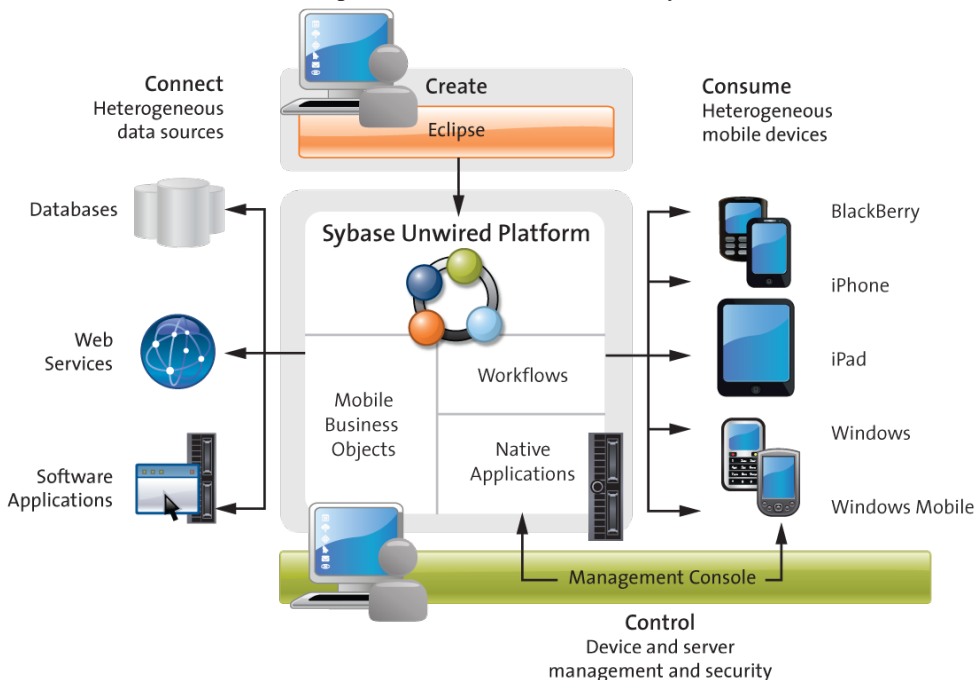 Connect
Heterogeneous
data sources
Create
Eclipse
Consume
Heterogeneous
mobile devices
Databases
Web
Services
Software
Applications
Sybase Unwired Platform
Mobile
Business
Objects
Workflows
Native
Applications
BlackBerry
iPhone
iPad
Windows
Windows Mobile
Management Console
Control
Device and server
management and security